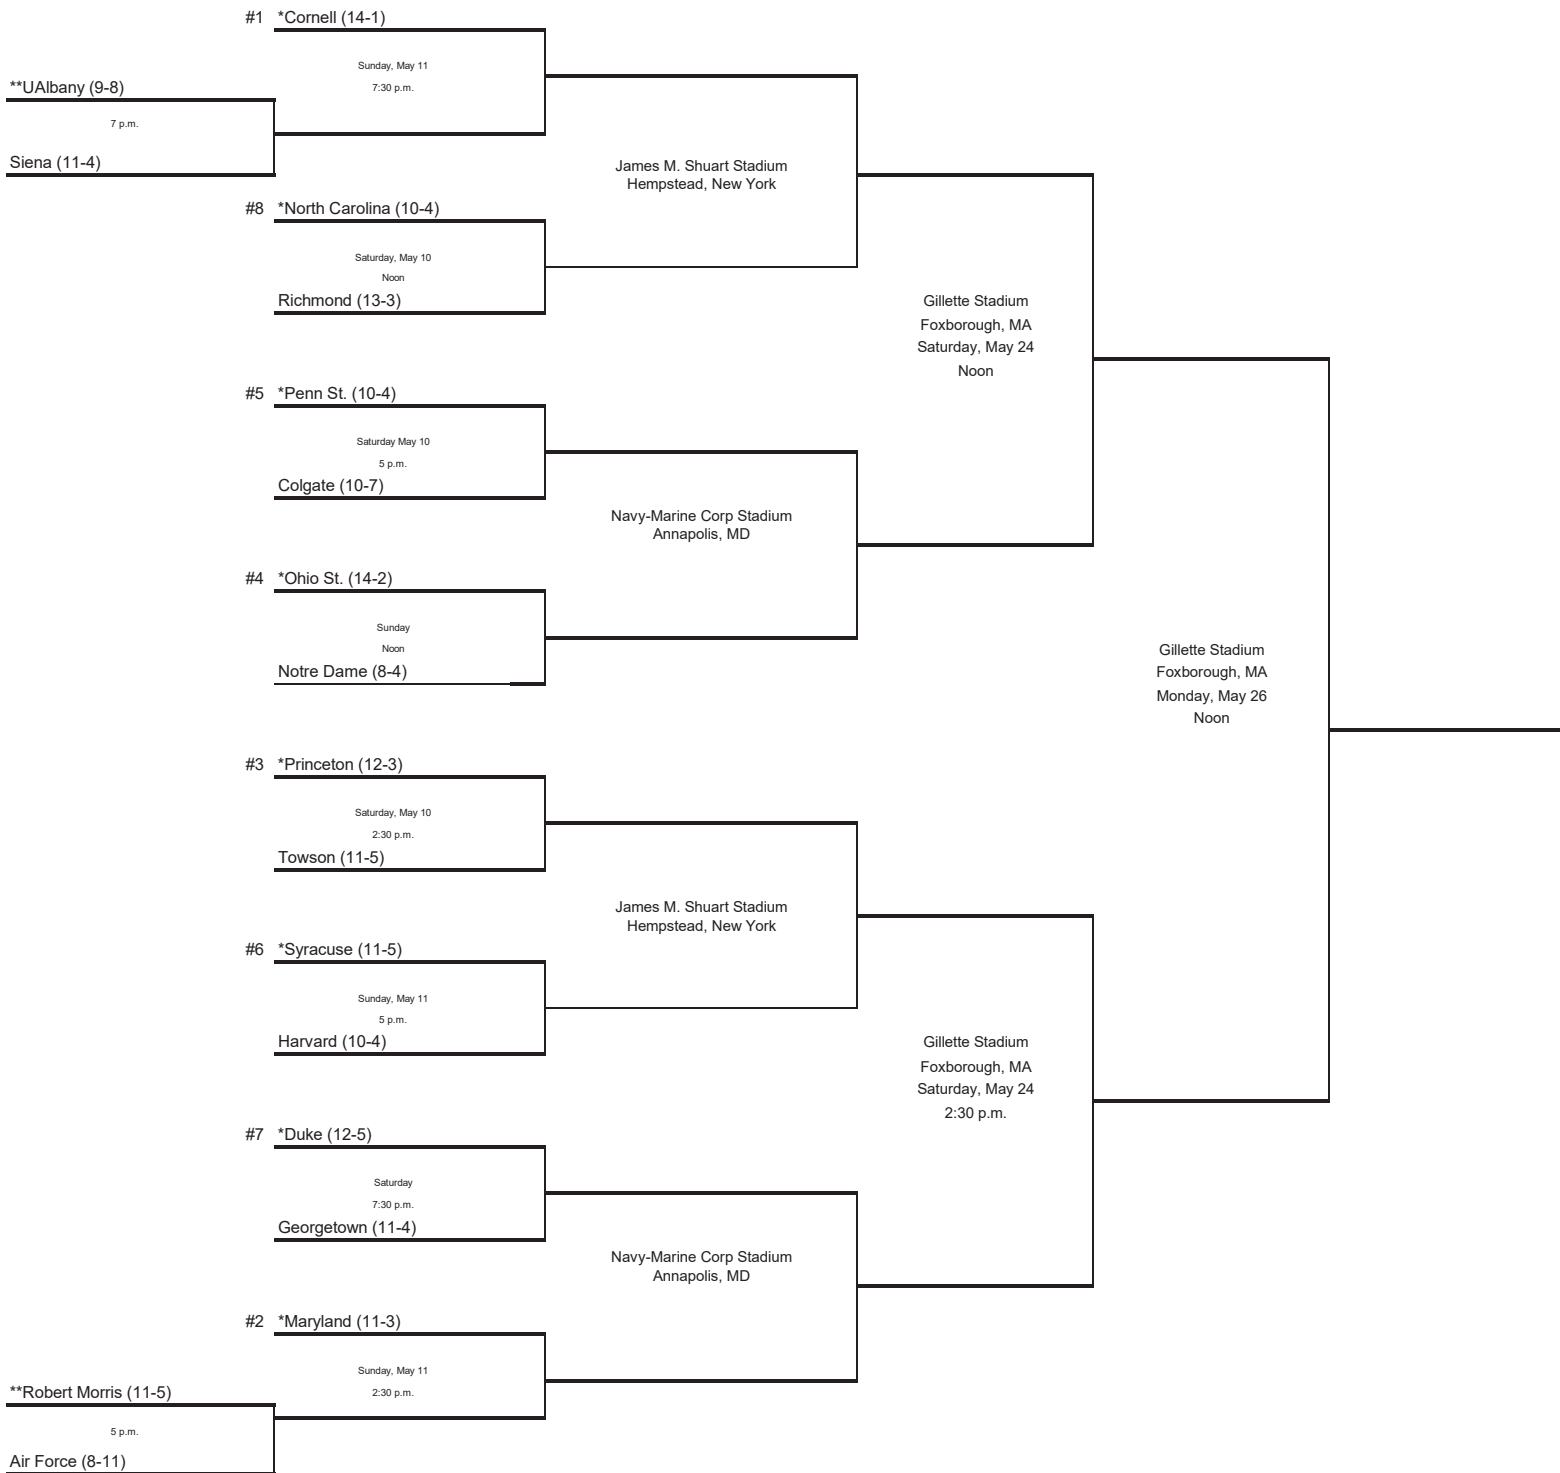 #1 *Cornell (14-1)
Sunday, May 11
7:30 p.m.
**UAlbany (9-8)
7 p.m.
Siena (11-4)
James M. Shuart Stadium
Hempstead, New York
#8 *North Carolina (10-4)
Saturday, May 10
Noon
Richmond (13-3)
Gillette Stadium
Foxborough, MA
Saturday, May 24
Noon
#5 *Penn St. (10-4)
Saturday May 10
5 p.m.
Colgate (10-7)
Navy-Marine Corp Stadium
Annapolis, MD
#4 *Ohio St. (14-2)
Sunday
Noon
Notre Dame (8-4)
Gillette Stadium
Foxborough, MA
Monday, May 26
Noon
#3 *Princeton (12-3)
Saturday, May 10
2:30 p.m.
Towson (11-5)
James M. Shuart Stadium
Hempstead, New York
#6 *Syracuse (11-5)
Sunday, May 11
5 p.m.
Harvard (10-4)
Gillette Stadium
Foxborough, MA
Saturday, May 24
2:30 p.m.
#7 *Duke (12-5)
Saturday
7:30 p.m.
Georgetown (11-4)
Navy-Marine Corp Stadium
Annapolis, MD
#2 *Maryland (11-3)
Sunday, May 11
2:30 p.m.
**Robert Morris (11-5)
5 p.m.
Air Force (8-11)